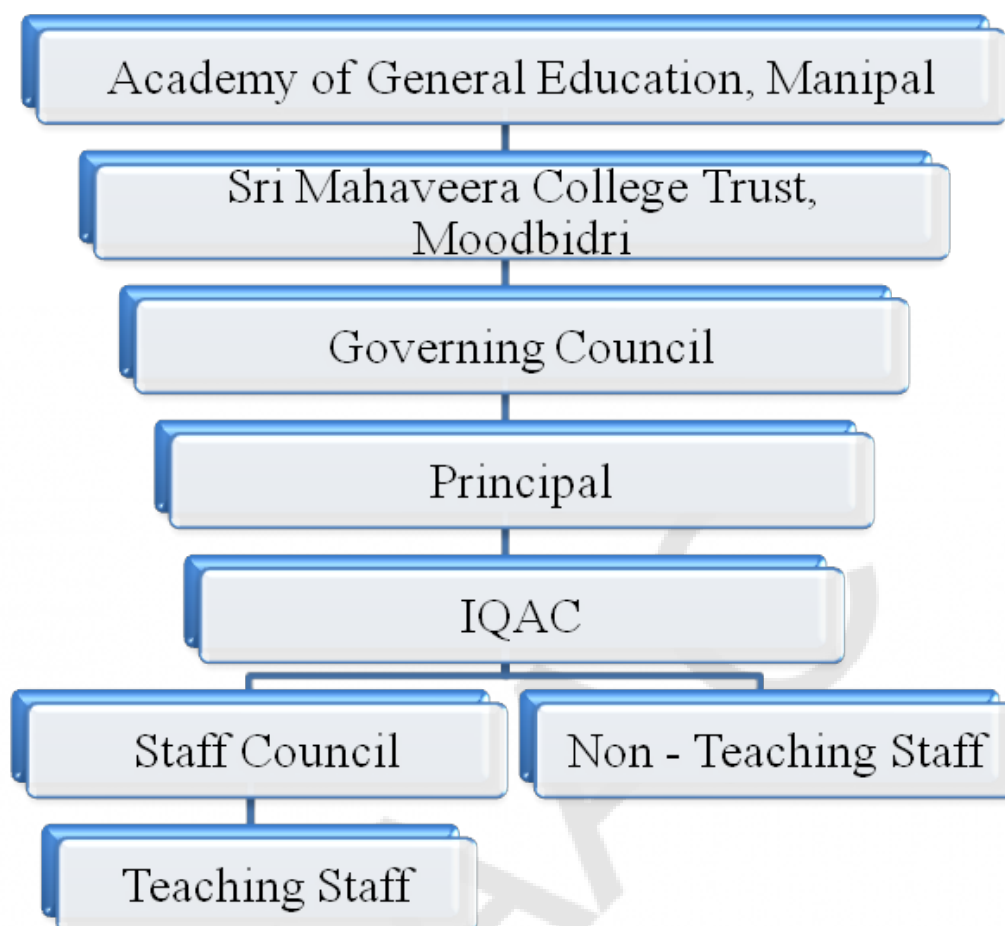 Academy of General Education, Manipal
Sri Mahaveera College Trust,
Moodbidri
Governing Council
Principal
IQAC
Staff Council
Non - Teaching Staff
Teaching Staff